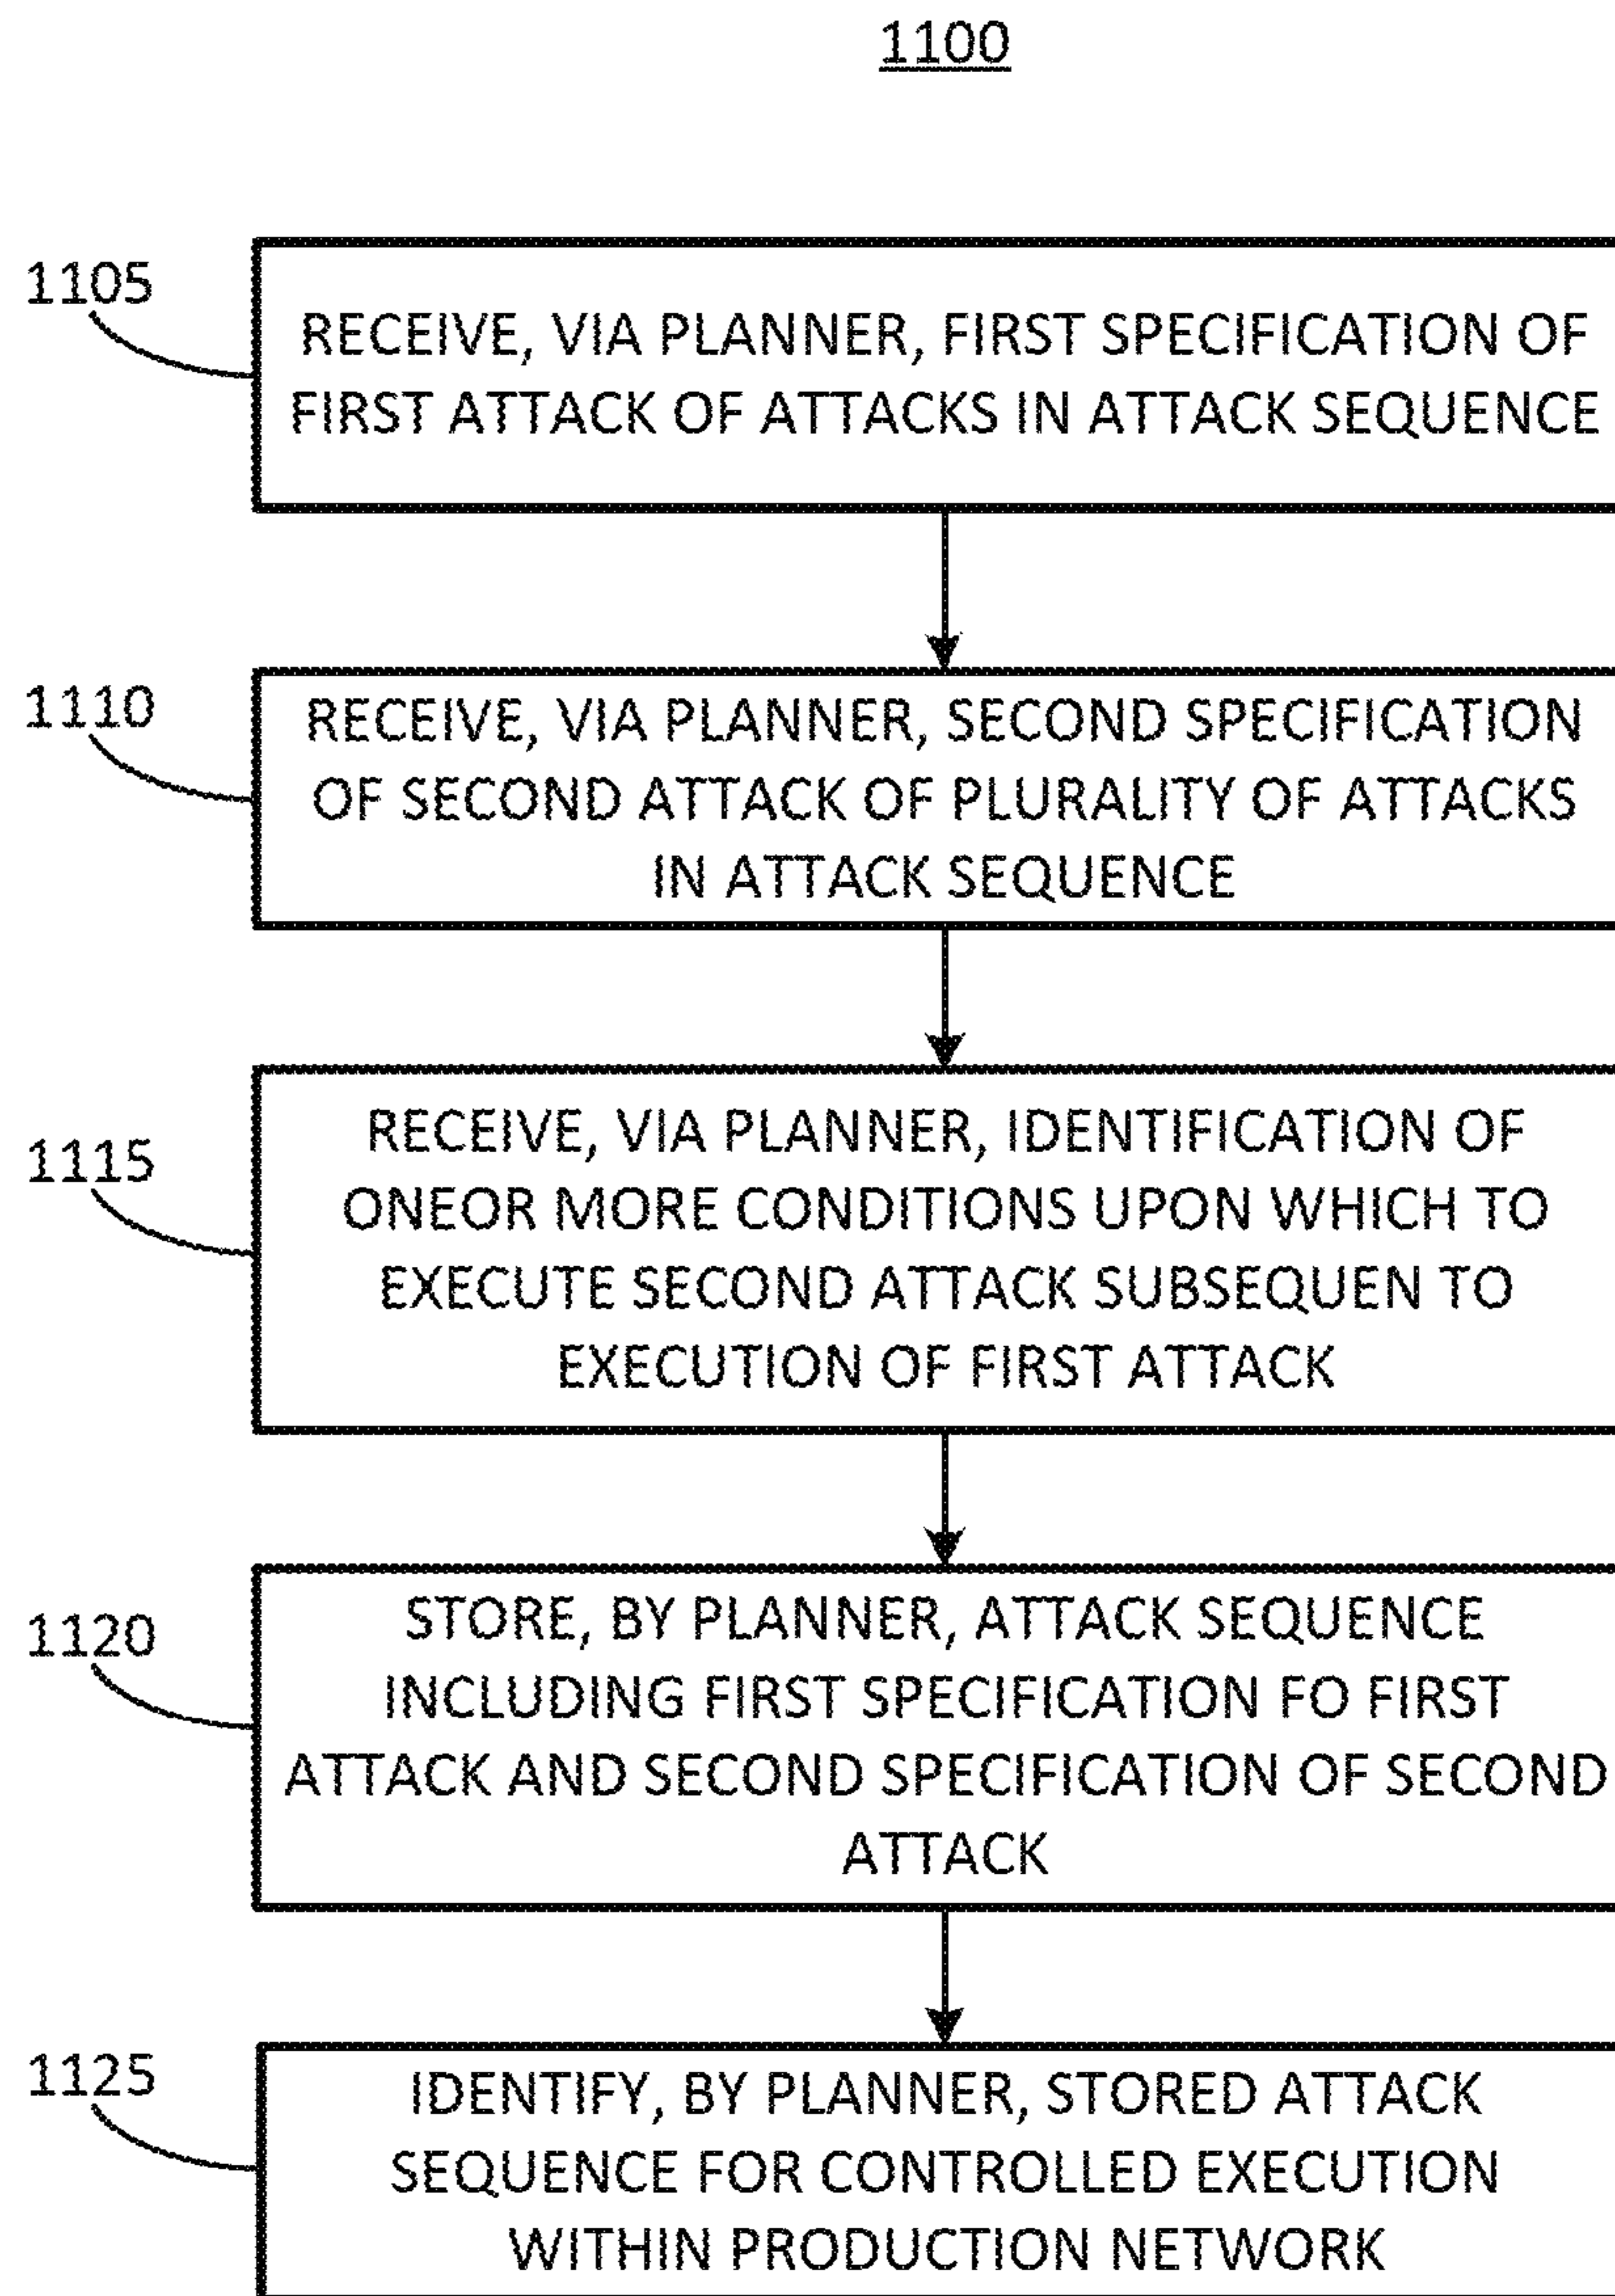 1100
1105
RECEIVE, VIA PLANNER, FIRST SPECIFICATION OF
FIRST ATTACK OF ATTACKS IN ATTACK SEQUENCE
1110
RECEIVE, VIA PLANNER, SECOND SPECIFICATION
OF SECOND ATTACK OF PLURALITY OF ATTACKS
IN ATTACK SEQUENCE
1115
RECEIVE, VIA PLANNER, IDENTIFICATION OF
ONEOR MORE CONDITIONS UPON WHICH TO
EXECUTE SECOND ATTACK SUBSEQUEN TO
EXECUTION OF FIRST ATTACK
1120
STORE, BY PLANNER, ATTACK SEQUENCE
INCLUDING FIRST SPECIFICATION FO FIRST
ATTACK AND SECOND SPECIFICATION OF SECOND
ATTACK
1125
IDENTIFY, BY PLANNER, STORED ATTACK
SEQUENCE FOR CONTROLLED EXECUTION
WITHIN PRODUCTION NETWORK